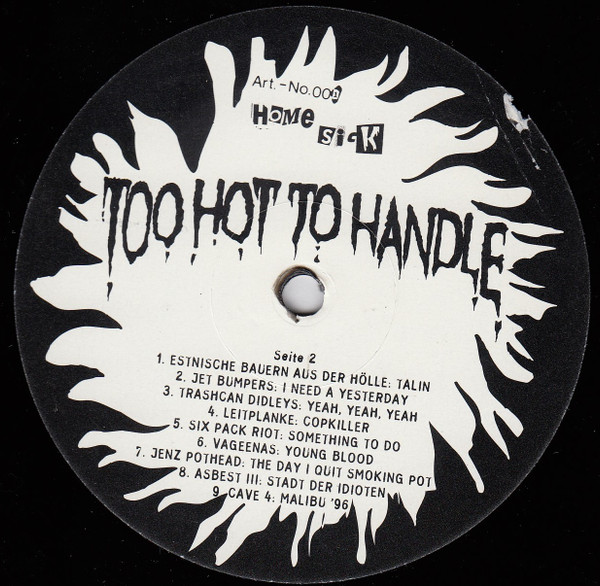 Art.-No.00
HOME SicK
TOO HOT TO HANDLE
Seite 2
1. ESTNISCHE BAUERN AUS DER HÖLLE: TALIN
2. JET BUMPERS: I NEED A YESTERDAY
3. TRASHCAN DIDLEYS: YEAH, YEAH, YEAH
4. LEITPLANKE: COPKILLER
5. SIX PACK RIOT: SOMETHING TO DO
6. VAGEENAS: YOUNG BLOOD
7. JENZ POTHEAD: THE DAY I QUIT SMOKING POT
8. ASBEST III: STADT DER IDIOTEN
9. CAVE 4: MALIBU '96